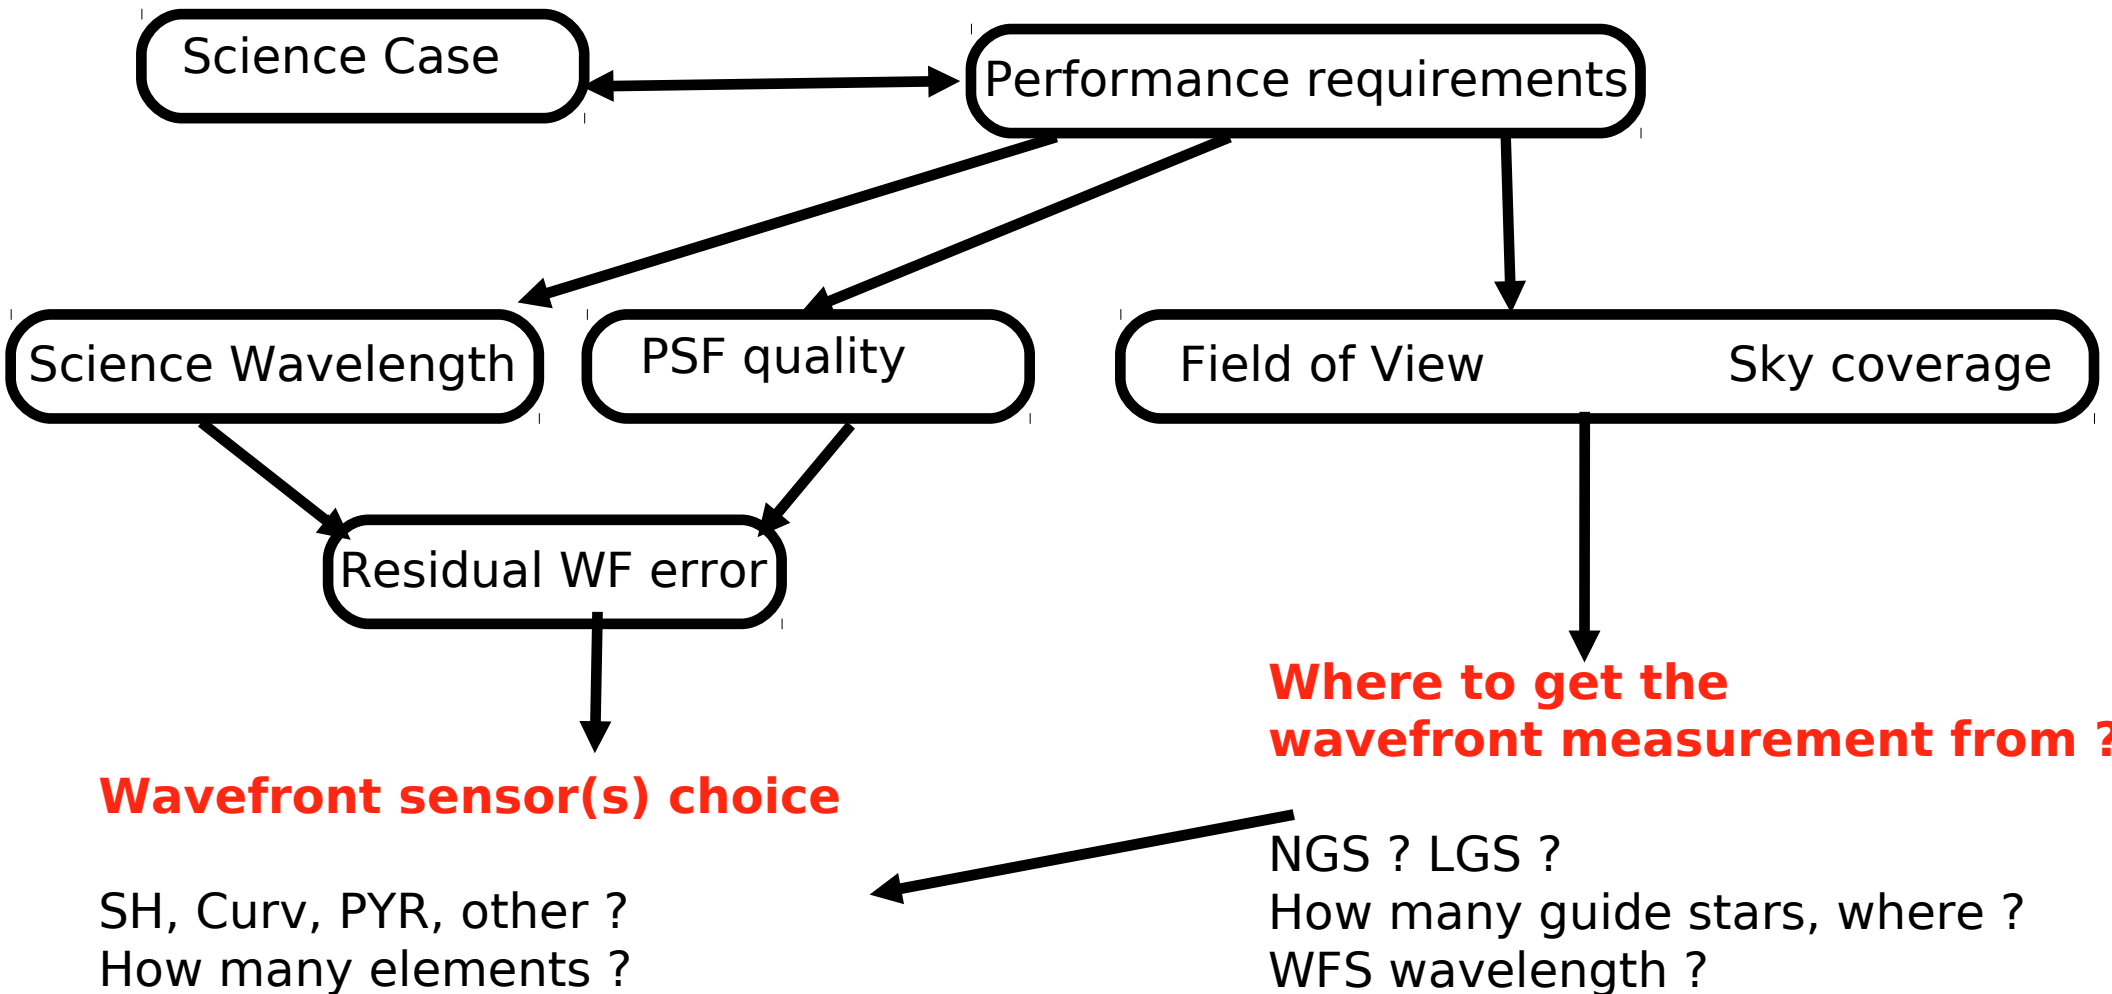 Science Case
Performance requirements
Science Wavelength
PSF quality
Field of View
Sky coverage
Residual WF error
Where to get the
wavefront measurement from ?
Wavefront sensor(s) choice
NGS ? LGS ?
How many guide stars, where ?
WFS wavelength ?
SH, Curv, PYR, other ?
How many elements ?